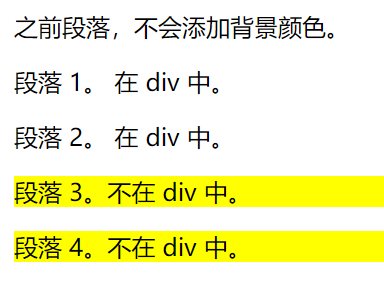 之前段落，不会添加背景颜色。
段落 1。 在 div 中。
段落 2。 在 div 中。
段落 3。不在 div 中。
段落 4。不在 div 中。